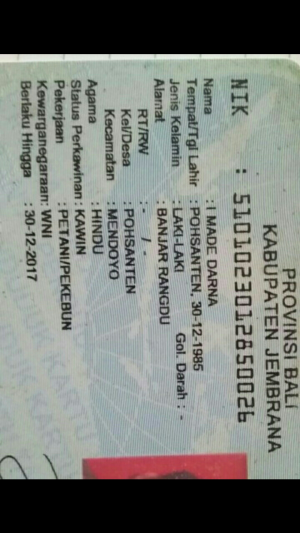 PROVINSI BALI
KABUPATEN JEMBRANA
NIK : 5101023012850026
Nama : I MADE DARNA
Tempat/Tgl Lahir : POHSANTEN, 30-12-1985
Jenis Kelamin : LAKI-LAKI Gol. Darah : -
Alamat : BANJAR RANGDU
RT/RW : - / -
Kel/Desa : POHSANTEN
Kecamatan : MENDOYO
Agama : HINDU
Status Perkawinan : KAWIN
Pekerjaan : PETANI/PEKEBUN
Kewarganegaraan: WNI
Berlaku Hingga : 30-12-2017